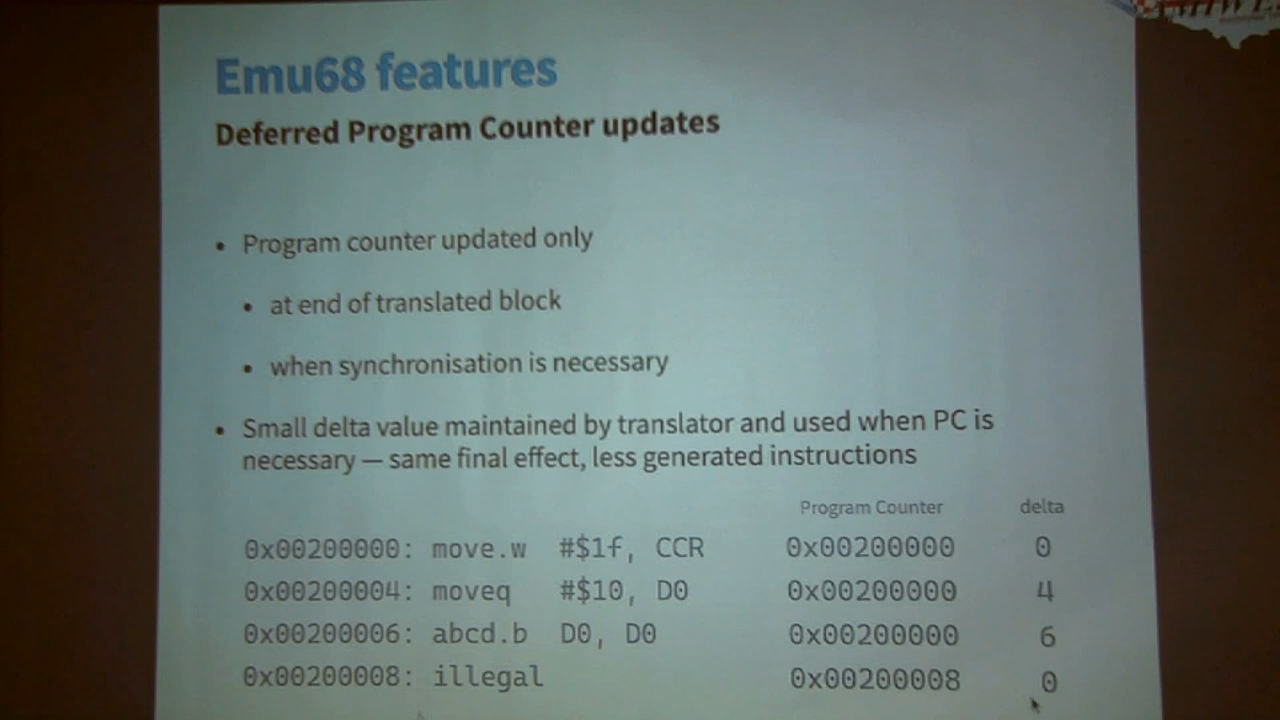 Emu68 features
Deferred Program Counter updates
• Program counter updated only
• at end of translated block
• when synchronisation is necessary
• Small delta value maintained by translator and used when PC is
necessary — same final effect, less generated instructions
Program Counter delta
0x00200000: move.w #$1f, CCR 0x00200000 0
0x00200004: moveq #$10, D0 0x00200000 4
0x00200006: abcd.b D0, D0 0x00200000 6
0x00200008: illegal 0x00200008 0